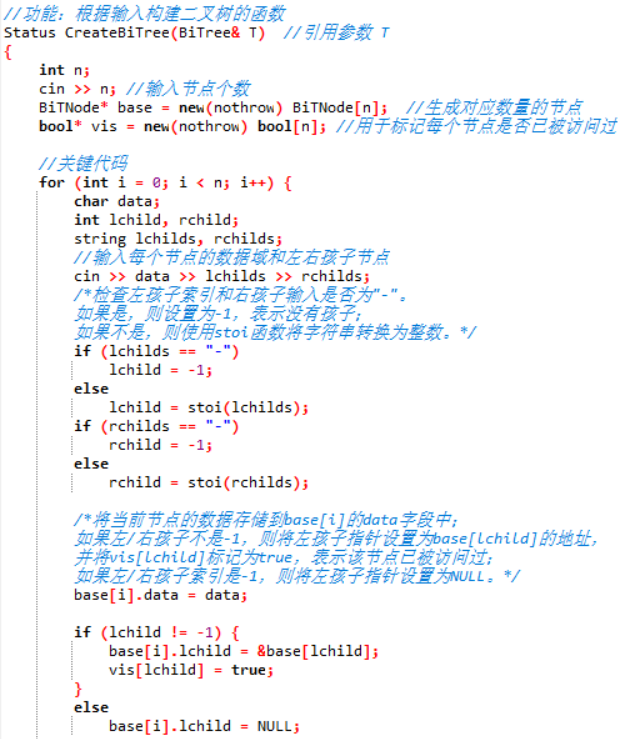 //功能：根据输入构建二叉树的函数
Status CreateBiTree(BiTree& T)  //引用参数 T
{
    int n;
    cin >> n; //输入节点个数
    BiTNode* base = new(nothrow) BiTNode[n];  //生成对应数量的节点
    bool* vis = new(nothrow) bool[n]; //用于标记每个节点是否已被访问过

    //关键代码
    for (int i = 0; i < n; i++) {
        char data;
        int lchild, rchild;
        string lchilds, rchilds;
        //输入每个节点的数据域和左右孩子节点
        cin >> data >> lchilds >> rchilds;
        /*检查左孩子索引和右孩子输入是否为"-"。
        如果是，则设置为-1，表示没有孩子；
        如果不是，则使用stoi函数将字符串转换为整数。*/
        if (lchilds == "-")
            lchild = -1;
        else
            lchild = stoi(lchilds);
        if (rchilds == "-")
            rchild = -1;
        else
            rchild = stoi(rchilds);

        /*将当前节点的数据存储到base[i]的data字段中；
        如果左/右孩子不是-1，则将左孩子指针设置为base[lchild]的地址，
        并将vis[lchild]标记为true，表示该节点已被访问过；
        如果左/右孩子索引是-1，则将左孩子指针设置为NULL。*/
        base[i].data = data;

        if (lchild != -1) {
            base[i].lchild = &base[lchild];
            vis[lchild] = true;
        }
        else
            base[i].lchild = NULL;